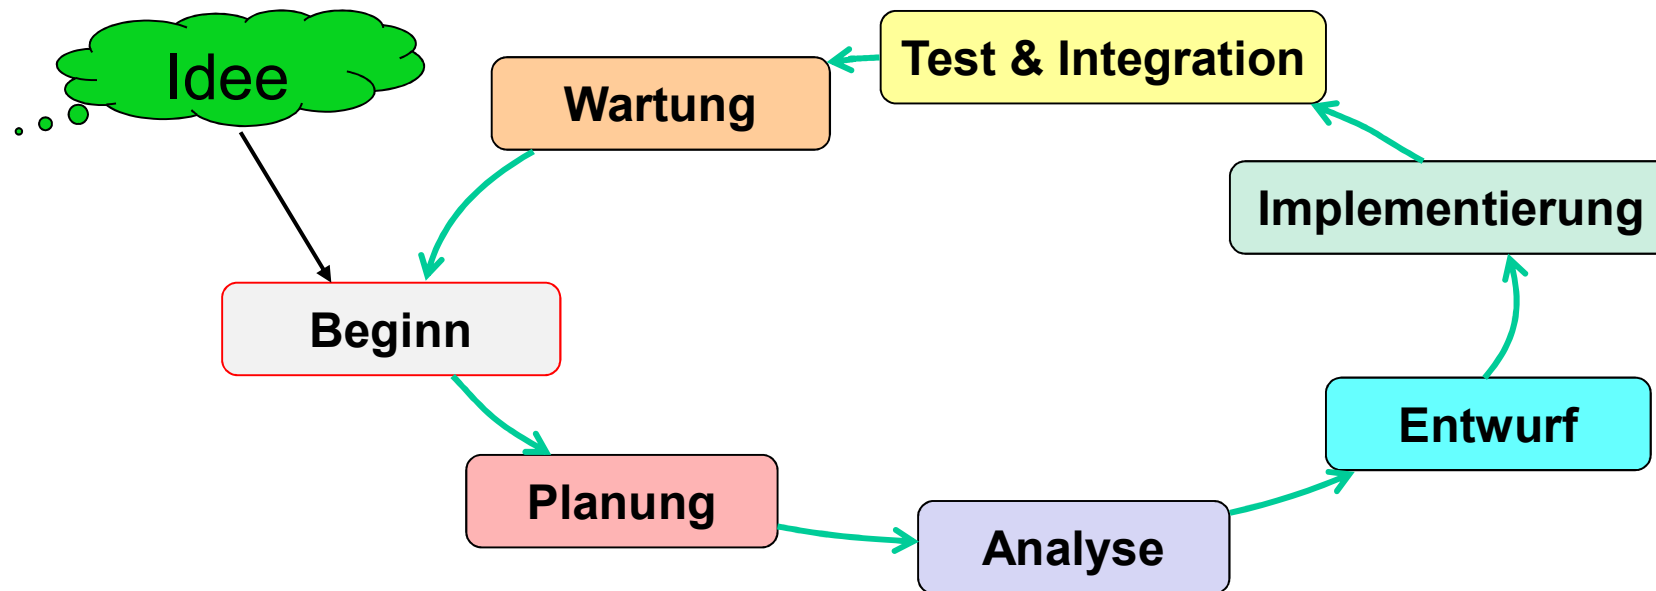 Idee
Test & Integration
Wartung
Implementierung
Beginn
Entwurf
Planung
Analyse